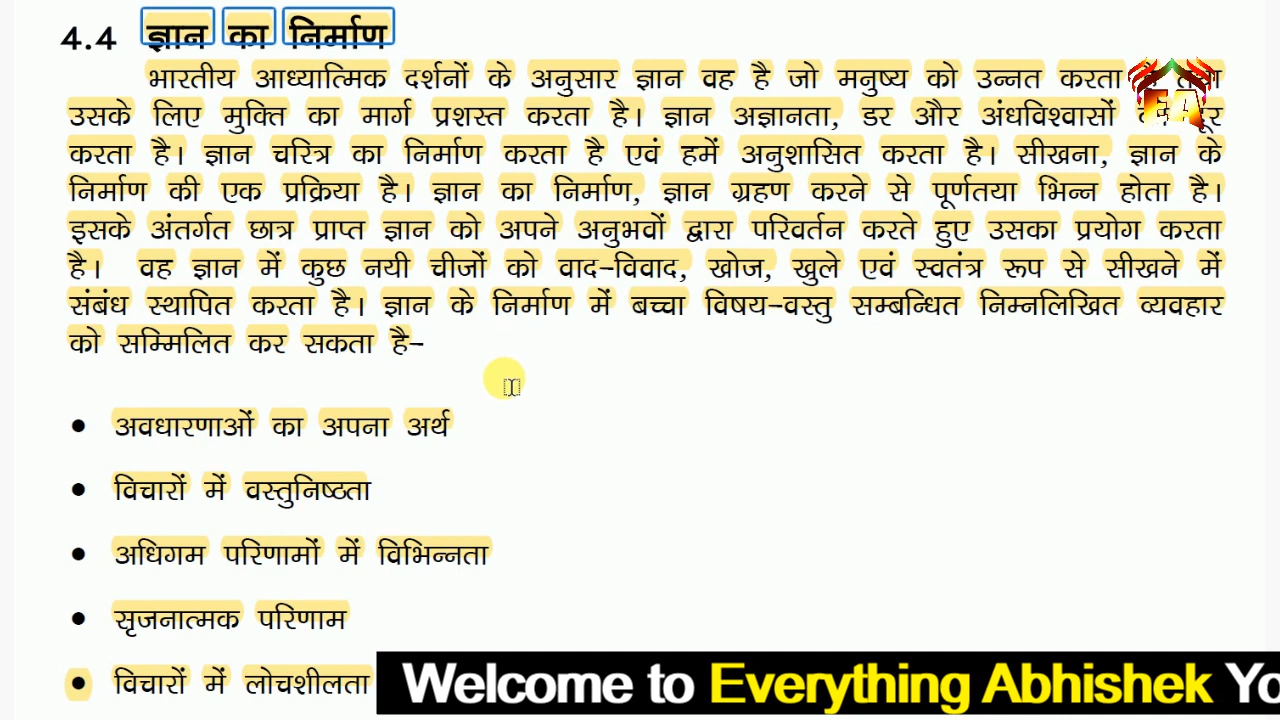 4.4 ज्ञान का निर्माण
भारतीय आध्यात्मिक दर्शनों के अनुसार ज्ञान वह है जो मनुष्य को उन्नत करता
उसके लिए मुक्ति का मार्ग प्रशस्त करता है। ज्ञान अज्ञानता, डर और अंधविश्वासों
करता है। ज्ञान चरित्र का निर्माण करता है एवं हमें अनुशासित करता है। सीखना, ज्ञान के
निर्माण की एक प्रक्रिया है। ज्ञान का निर्माण, ज्ञान ग्रहण करने से पूर्णतया भिन्न होता है।
इसके अंतर्गत छात्र प्राप्त ज्ञान को अपने अनुभवों द्वारा परिवर्तन करते हुए उसका प्रयोग करता
है। वह ज्ञान में कुछ नयी चीजों को वाद-विवाद, खोज, खुले एवं स्वतंत्र रूप से सीखने में
संबंध स्थापित करता है। ज्ञान के निर्माण में बच्चा विषय-वस्तु सम्बन्धित निम्नलिखित व्यवहार
को सम्मिलित कर सकता है-
• अवधारणाओं का अपना अर्थ
• विचारों में वस्तुनिष्ठता
• अधिगम परिणामों में विभिन्नता
• सृजनात्मक परिणाम
• विचारों में लोचशीलता
Welcome to Everything Abhishek Yo
EA